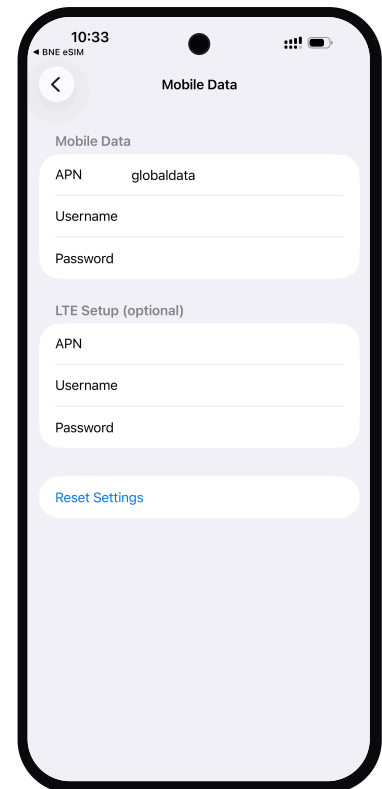 10:33
◀ BNE eSIM
Mobile Data
Mobile Data
APN globaldata
Username
Password
LTE Setup (optional)
APN
Username
Password
Reset Settings